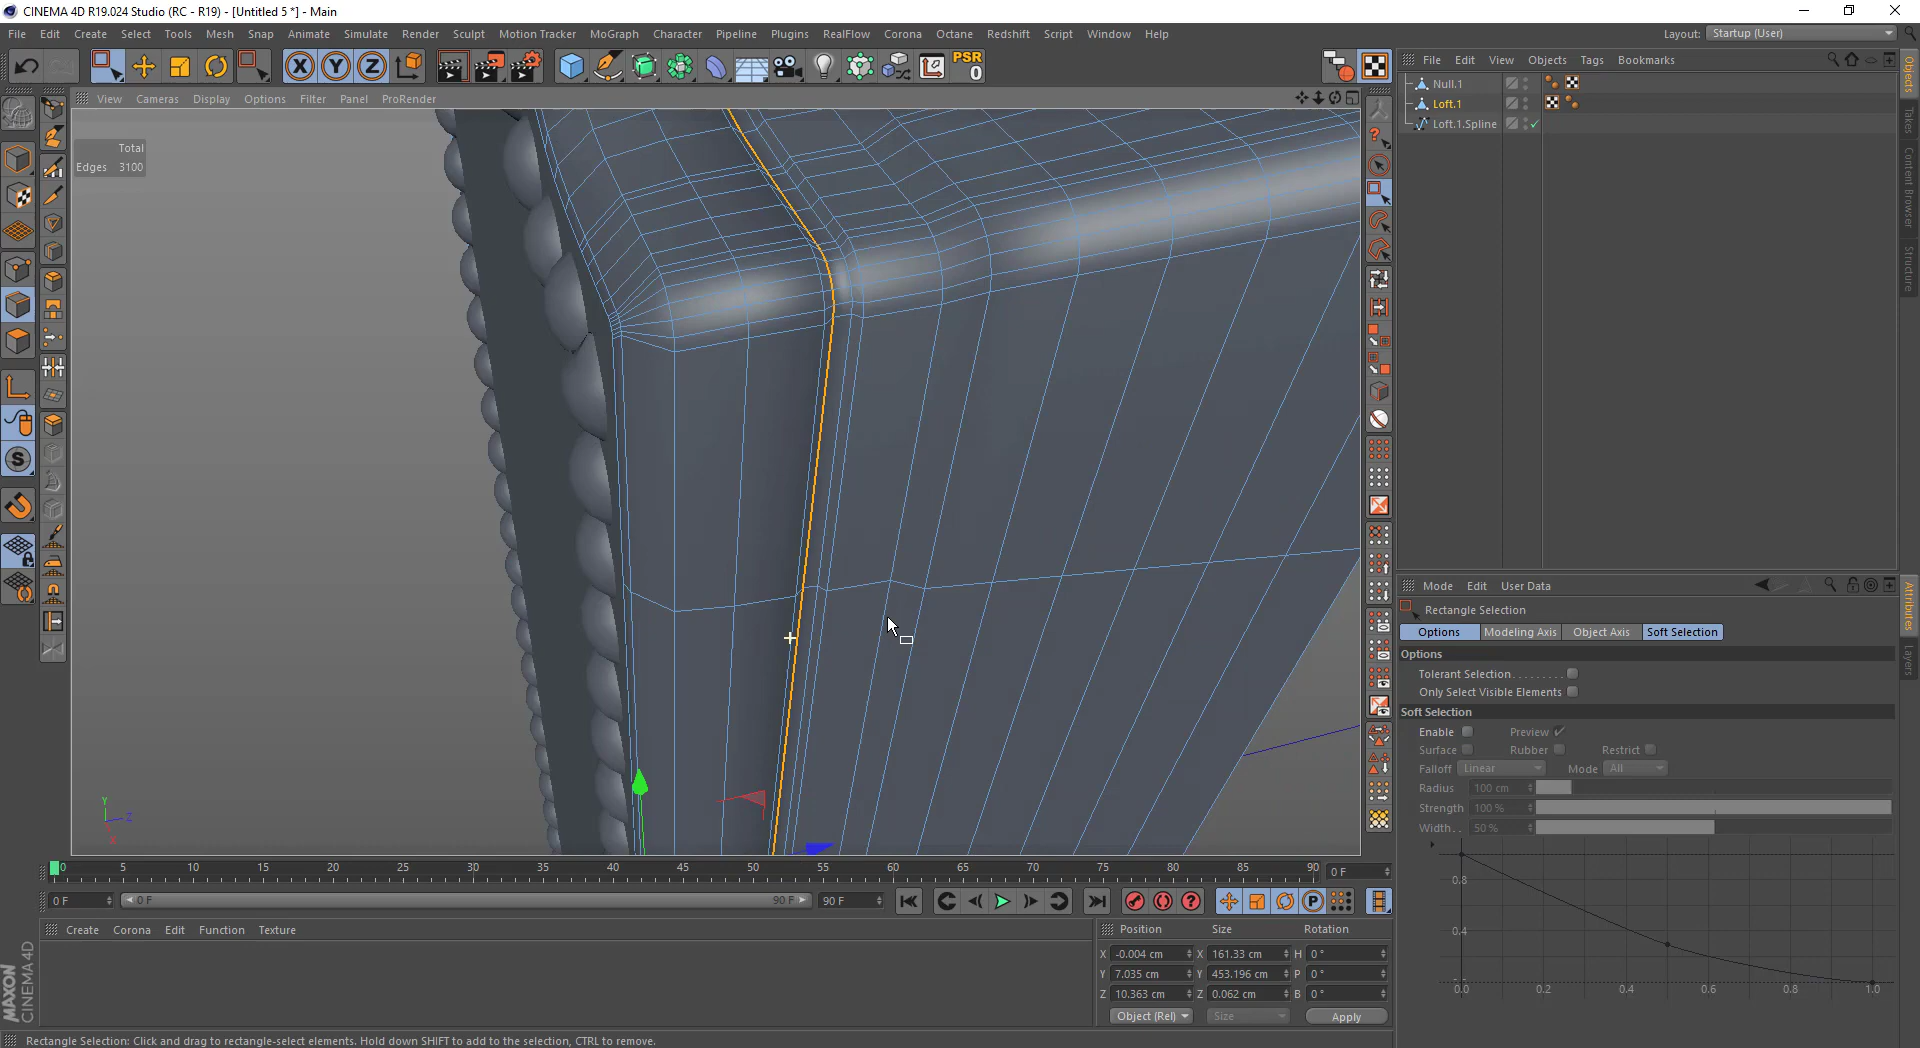 CINEMA 4D R19.024 Studio (RC - R19) - [Untitled 5 *] - Main
File Edit Create Select Tools Mesh Snap Animate Simulate Render Sculpt Motion Tracker MoGraph Character Pipeline Plugins RealFlow Corona Octane Redshift Script Window Help
Layout: Startup (User)
X Y Z PSR 0
File Edit View Objects Tags Bookmarks
View Cameras Display Options Filter Panel ProRender
Null.1
Loft.1
Loft.1.Spline
Total
Edges 3100
S
Y
Z
X
Objects
Takes
Content Browser
Structure
Mode Edit User Data
Rectangle Selection
Options Modeling Axis Object Axis Soft Selection
Options
Tolerant Selection
Only Select Visible Elements
Soft Selection
Enable Preview
Surface Rubber Restrict
Falloff Linear Mode All
Radius 100 cm
Strength 100 %
Width 50 %
0.8
0.4
0.0 0.2 0.4 0.6 0.8 1.0
Attributes
Layers
0 5 10 15 20 25 30 35 40 45 50 55 60 65 70 75 80 85 90 0 F
0 F 0 F 90 F 90 F P
Create Corona Edit Function Texture
Position Size Rotation
X -0.004 cm X 161.33 cm H 0 °
Y 7.035 cm Y 453.196 cm P 0 °
Z 10.363 cm Z 0.062 cm B 0 °
Object (Rel) Size Apply
MAXON CINEMA 4D
Rectangle Selection: Click and drag to rectangle-select elements. Hold down SHIFT to add to the selection, CTRL to remove.